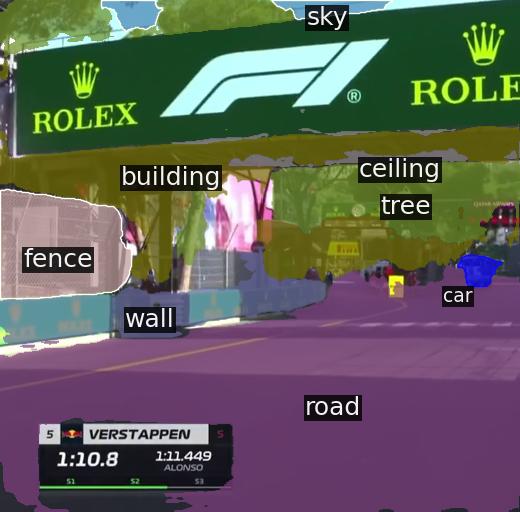 sky
ROLEX
F1®
ROLE
building
ceiling
tree
fence
car
wall
road
5 VERSTAPPEN 5
1:10.8
1:11.449
ALONSO
S1 S2 S3